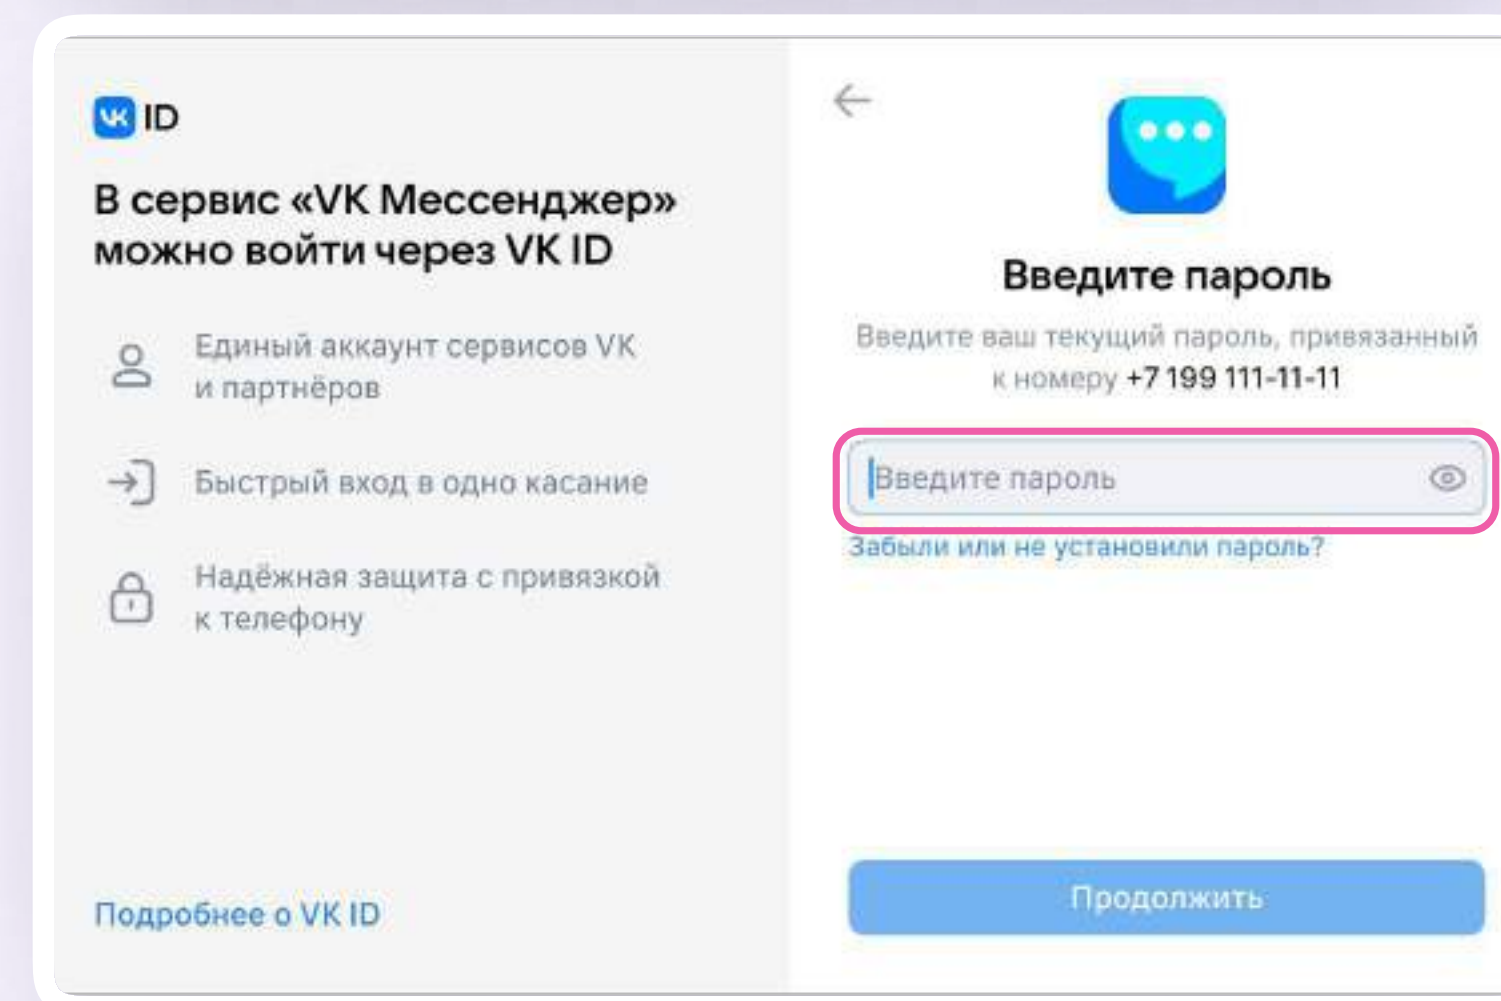 VK ID
В сервис «VK Мессенджер»
можно войти через VK ID
Единый аккаунт сервисов VK
и партнёров
Быстрый вход в одно касание
Надёжная защита с привязкой
к телефону
Подробнее о VK ID
Введите пароль
Введите ваш текущий пароль, привязанный
к номеру +7 199 111-11-11
Введите пароль
Забыли или не установили пароль?
Продолжить